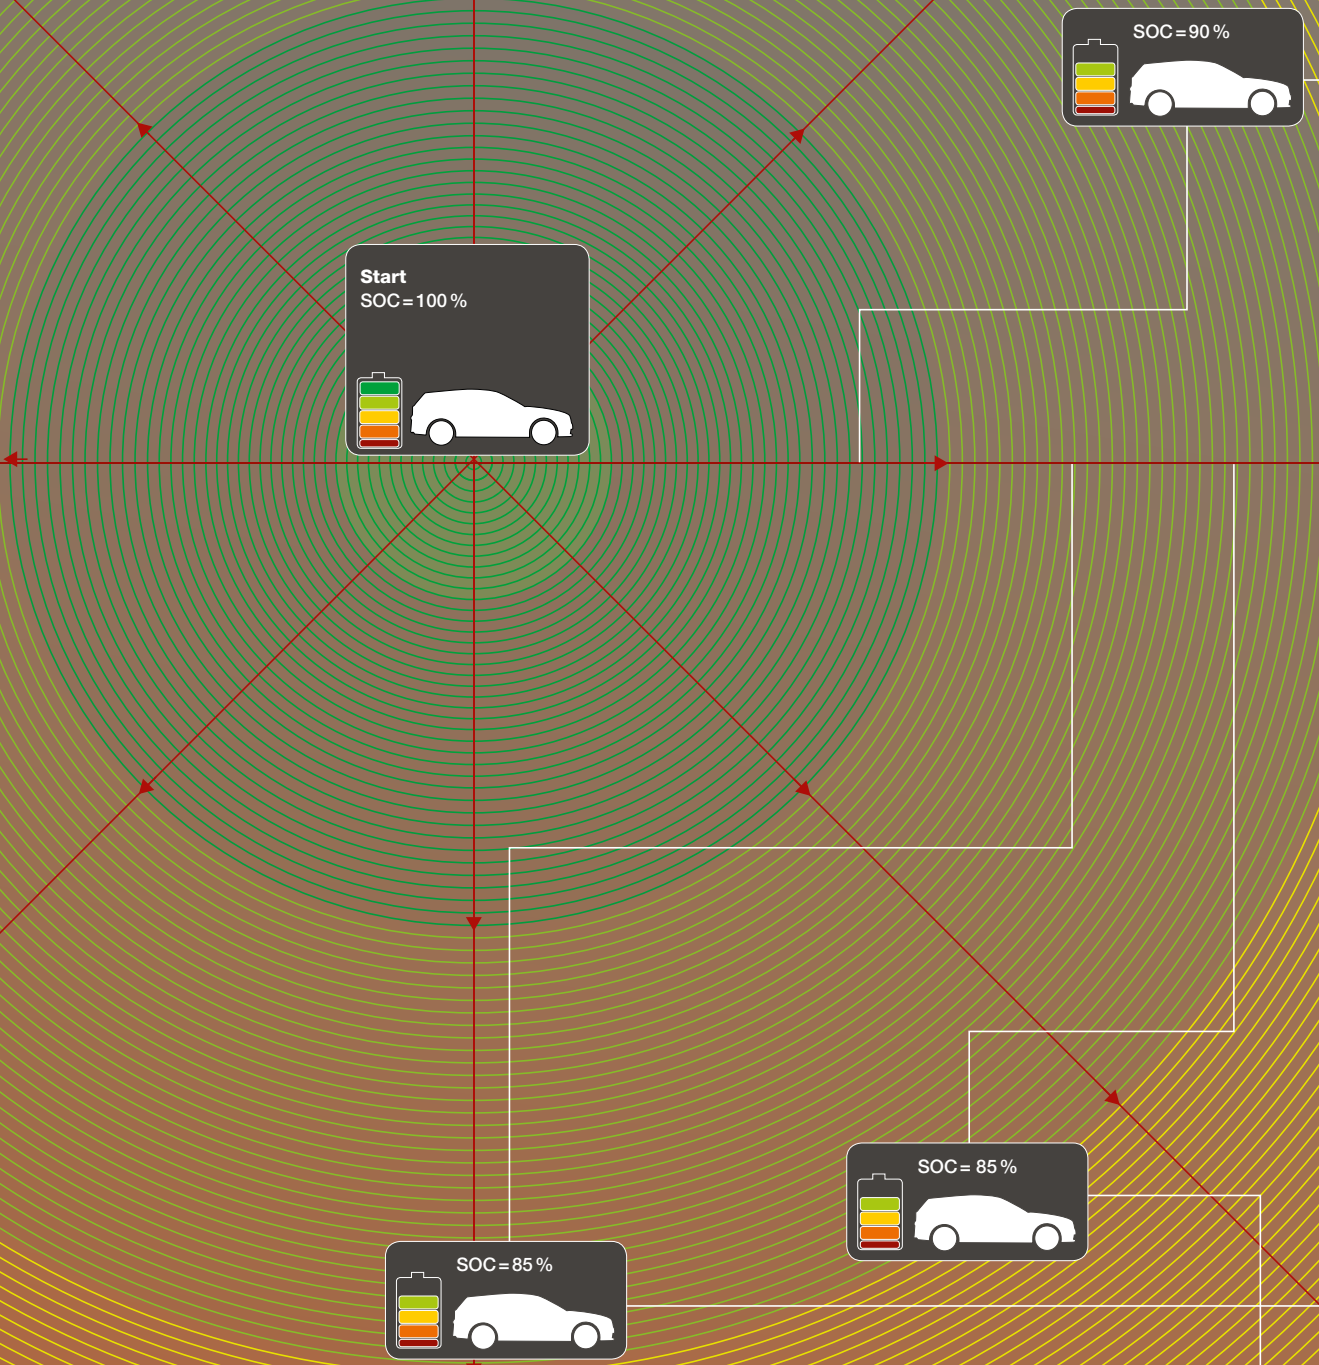 SOC = 90 %
Start
SOC = 100 %
SOC = 85 %
SOC = 85 %